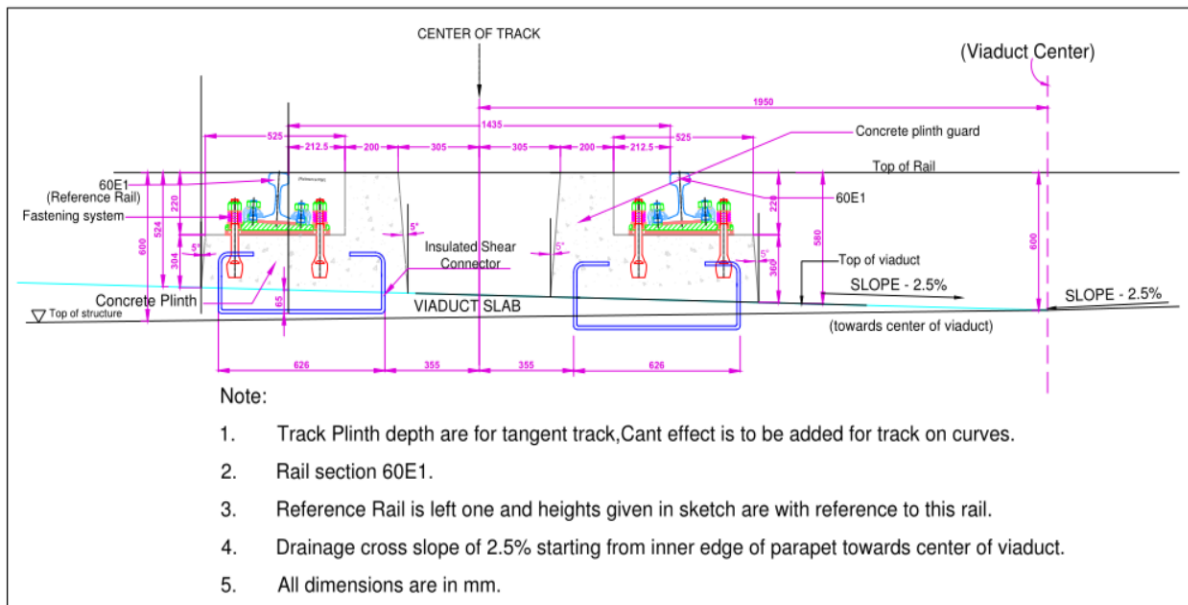 CENTER OF TRACK
(Viaduct Center)
1950
1435
525
525
Concrete plinth guard
212.5
200
305
305
200
212.5
Top of Rail
60E1
(Reference Rail)
60E1
Fastening system
220
524
600
304
220
580
360
600
5°
5°
5°
5°
Insulated Shear
Connector
Top of viaduct
SLOPE - 2.5%
SLOPE - 2.5%
Concrete Plinth
65
VIADUCT SLAB
Top of structure
(towards center of viaduct)
626
355
355
626
Note:
1. Track Plinth depth are for tangent track,Cant effect is to be added for track on curves.
2. Rail section 60E1.
3. Reference Rail is left one and heights given in sketch are with reference to this rail.
4. Drainage cross slope of 2.5% starting from inner edge of parapet towards center of viaduct.
5. All dimensions are in mm.